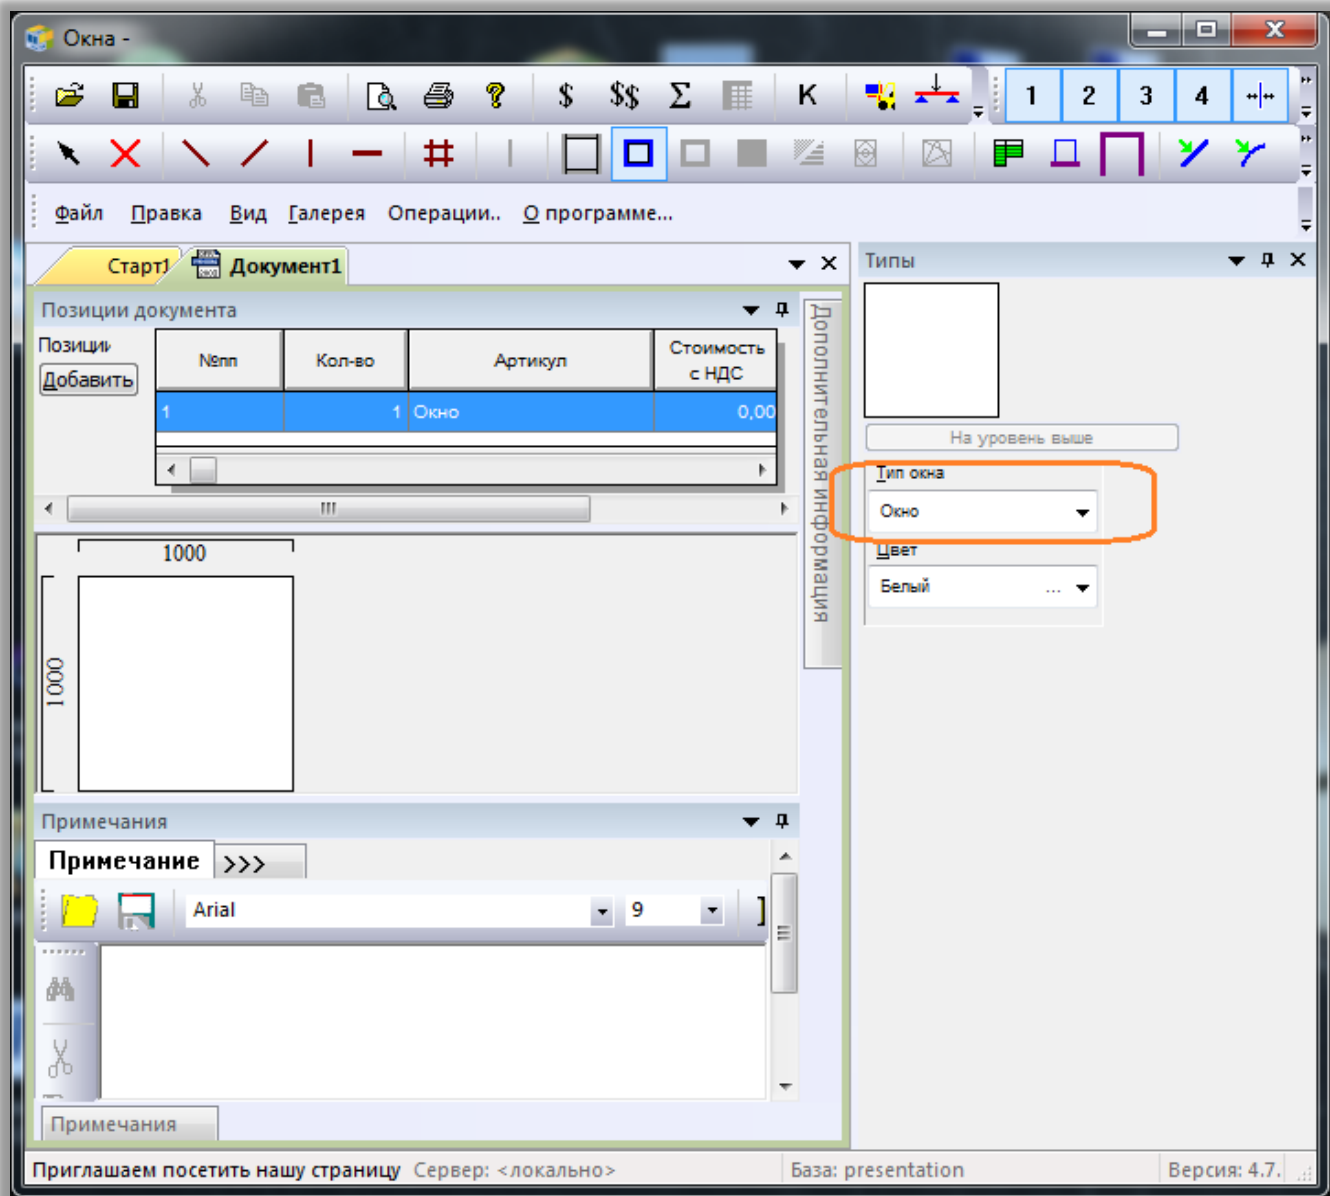 Окна -
$ $$ Σ K 1 2 3 4
Файл Правка Вид Галерея Операции.. О программе...
Старт1 Документ1
Типы
Позиции документа
Позиции
Добавить
№пп Кол-во Артикул Стоимость с НДС
1 1 Окно 0,00
Дополнительная информация
На уровень выше
Тип окна
Окно
Цвет
Белый ...
1000
1000
Примечания
Примечание >>>
Arial 9
Примечания
Приглашаем посетить нашу страницу Сервер: <локально> База: presentation Версия: 4.7.